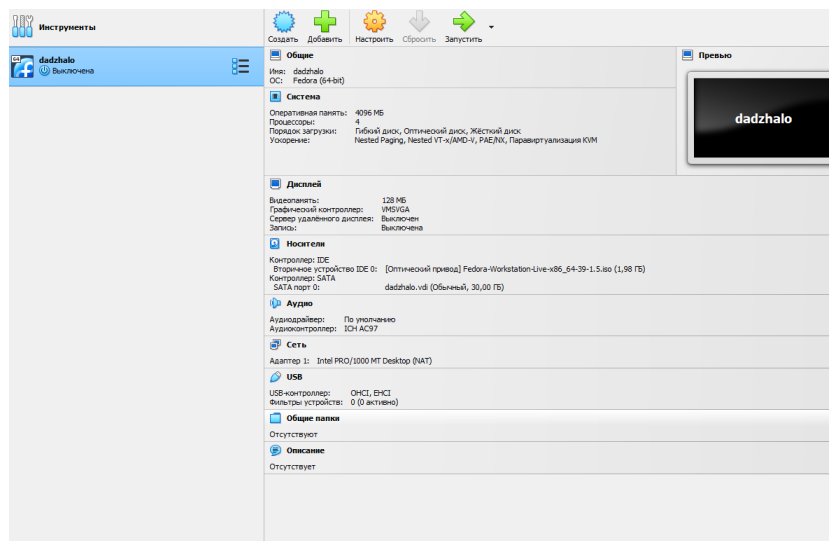 Инструменты
Создать Добавить Настроить Сбросить Запустить
64
dadzhalo
Выключена
Общие
Имя: dadzhalo
ОС: Fedora (64-bit)
Система
Оперативная память: 4096 МБ
Процессоры: 4
Порядок загрузки: Гибкий диск, Оптический диск, Жёсткий диск
Ускорение: Nested Paging, Nested VT-x/AMD-V, PAE/NX, Паравиртуализация KVM
Превью
dadzhalo
Дисплей
Видеопамять: 128 МБ
Графический контроллер: VMSVGA
Сервер удалённого дисплея: Выключен
Запись: Выключена
Носители
Контроллер: IDE
Вторичное устройство IDE 0: [Оптический привод] Fedora-Workstation-Live-x86_64-39-1.5.iso (1,98 ГБ)
Контроллер: SATA
SATA порт 0: dadzhalo.vdi (Обычный, 30,00 ГБ)
Аудио
Аудиодрайвер: По умолчанию
Аудиоконтроллер: ICH AC97
Сеть
Адаптер 1: Intel PRO/1000 MT Desktop (NAT)
USB
USB-контроллер: OHCI, EHCI
Фильтры устройств: 0 (0 активно)
Общие папки
Отсутствуют
Описание
Отсутствует